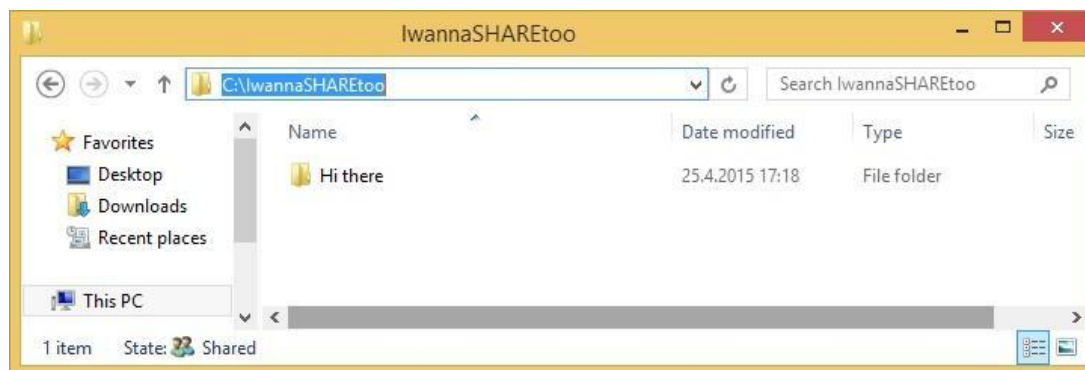 IwannaSHAREtoo
C:\IwannaSHAREtoo
Search IwannaSHAREtoo
Favorites
Desktop
Downloads
Recent places
This PC
Name
Date modified
Type
Size
Hi there
25.4.2015 17:18
File folder
1 item
State: Shared